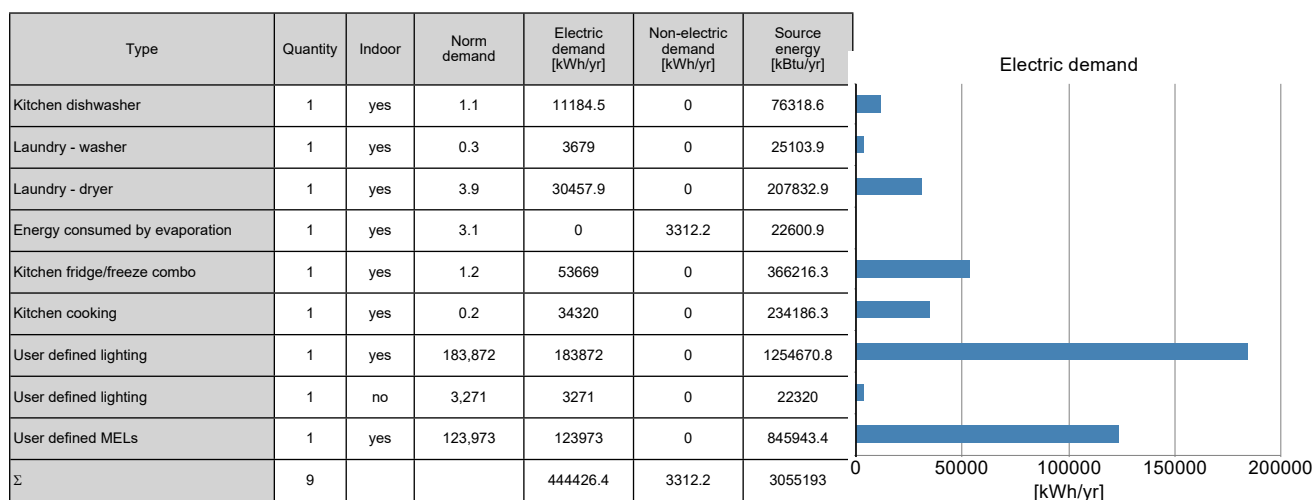 Type Quantity Indoor Norm demand Electric demand [kWh/yr] Non-electric demand [kWh/yr] Source energy [kBtu/yr]
Kitchen dishwasher 1 yes 1.1 11184.5 0 76318.6
Laundry - washer 1 yes 0.3 3679 0 25103.9
Laundry - dryer 1 yes 3.9 30457.9 0 207832.9
Energy consumed by evaporation 1 yes 3.1 0 3312.2 22600.9
Kitchen fridge/freeze combo 1 yes 1.2 53669 0 366216.3
Kitchen cooking 1 yes 0.2 34320 0 234186.3
User defined lighting 1 yes 183,872 183872 0 1254670.8
User defined lighting 1 no 3,271 3271 0 22320
User defined MELs 1 yes 123,973 123973 0 845943.4
Σ 9 444426.4 3312.2 3055193
Electric demand
0 50000 100000 150000 200000
[kWh/yr]